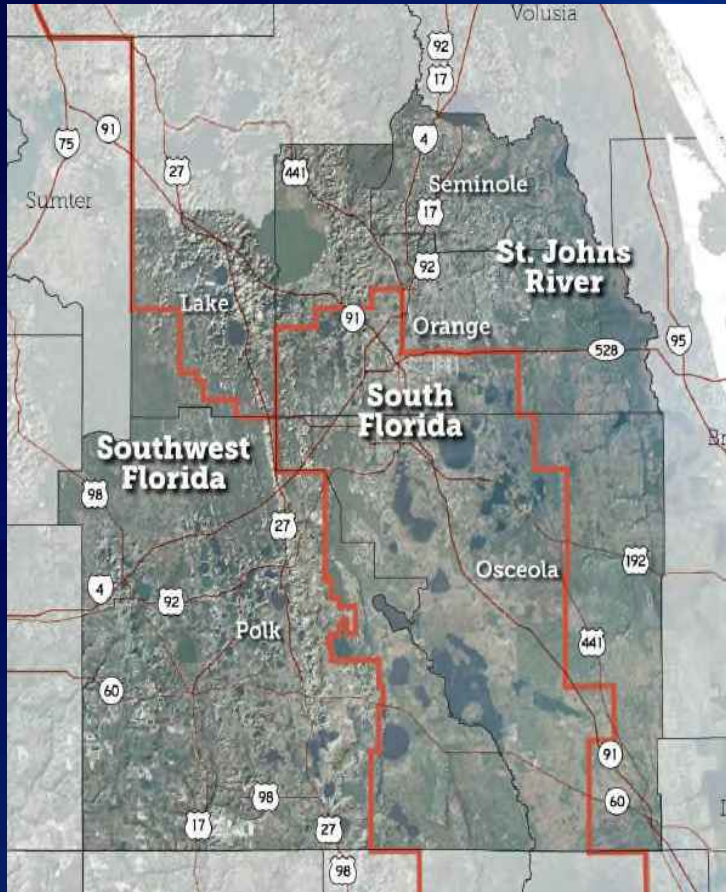 Volusia
92
17
91
4
75
27
441
Seminole
Sumter
17
St. Johns
River
92
Lake
91
Orange
528
95
South
Florida
Southwest
Florida
98
27
192
Osceola
4
92
Polk
441
60
91
98
60
17
27
98